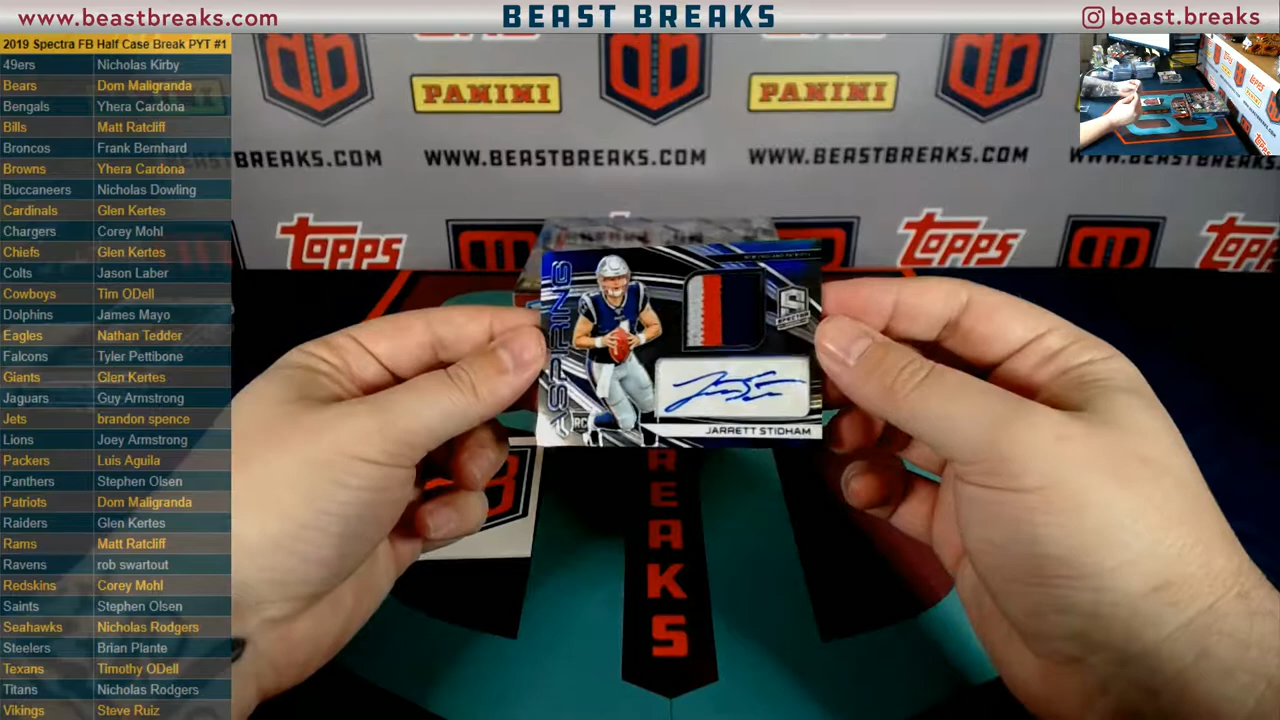 www.beastbreaks.com
BEAST BREAKS
beast.breaks
2019 Spectra FB Half Case Break PYT #1
49ers Nicholas Kirby
Bears Dom Maligranda
Bengals Yhera Cardona
Bills Matt Ratcliff
Broncos Frank Bernhard
Browns Yhera Cardona
Buccaneers Nicholas Dowling
Cardinals Glen Kertes
Chargers Corey Mohl
Chiefs Glen Kertes
Colts Jason Laber
Cowboys Tim ODell
Dolphins James Mayo
Eagles Nathan Tedder
Falcons Tyler Pettibone
Giants Glen Kertes
Jaguars Guy Armstrong
Jets brandon spence
Lions Joey Armstrong
Packers Luis Aguila
Panthers Stephen Olsen
Patriots Dom Maligranda
Raiders Glen Kertes
Rams Matt Ratcliff
Ravens rob swartout
Redskins Corey Mohl
Saints Stephen Olsen
Seahawks Nicholas Rodgers
Steelers Brian Plante
Texans Timothy ODell
Titans Nicholas Rodgers
Vikings Steve Ruiz
PANINI
PANINI
BREAKS.COM
WWW.BEASTBREAKS.COM
WWW.BEASTBREAKS.COM
topps
topps
SPIRING
RC
SPECTRA
JARRETT STIDHAM
REAKS